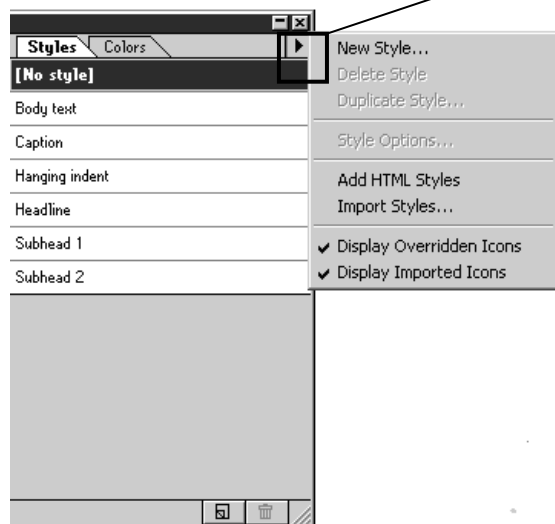 Styles Colors
[No style]
Body text
Caption
Hanging indent
Headline
Subhead 1
Subhead 2
New Style...
Delete Style
Duplicate Style...
Style Options...
Add HTML Styles
Import Styles...
Display Overridden Icons
Display Imported Icons